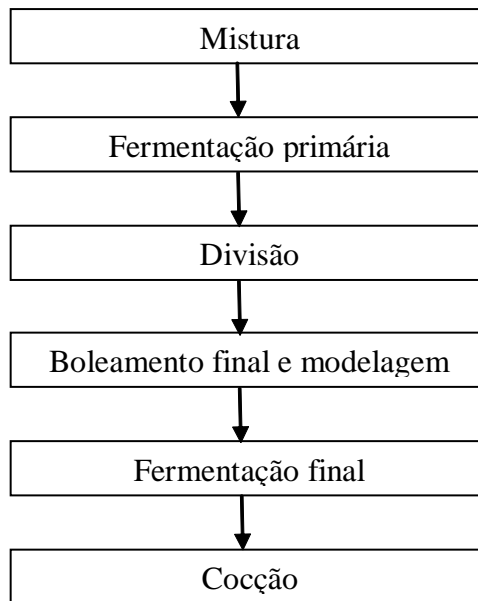 Mistura
Fermentação primária
Divisão
Boleamento final e modelagem
Fermentação final
Cocção